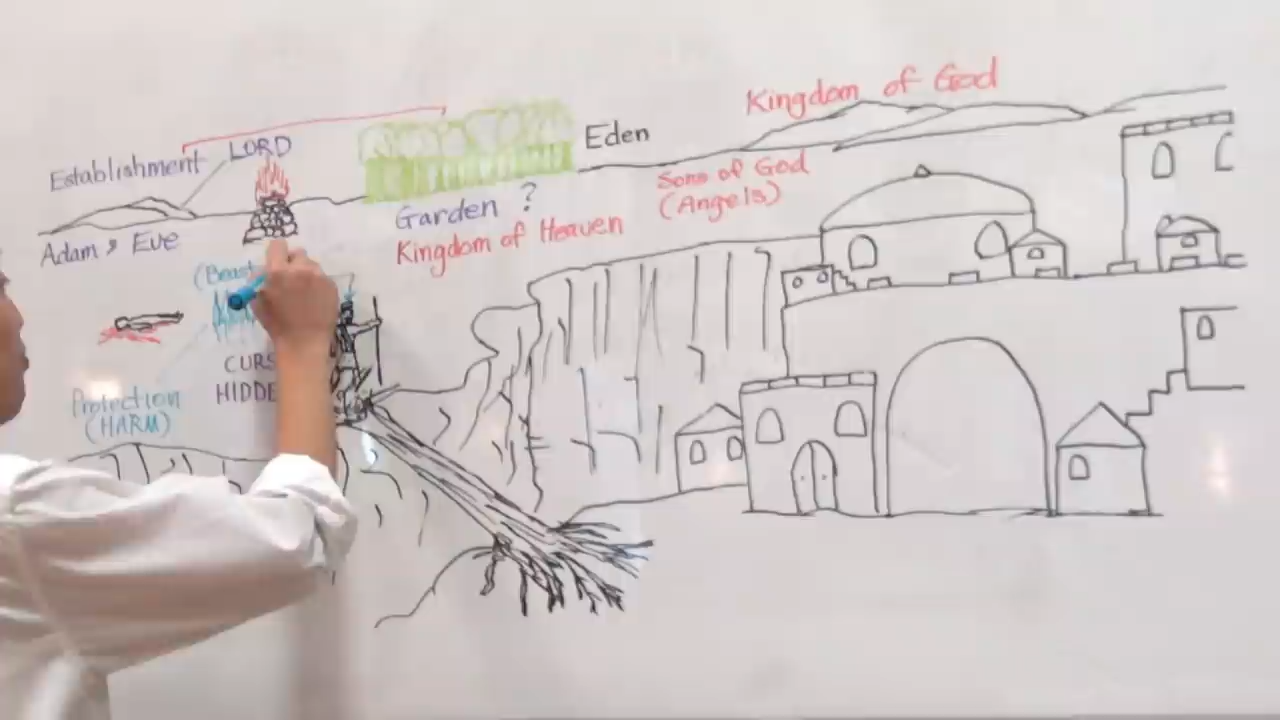 Kingdom of God
Establishment
LORD
Eden
Sons of God
(Angels)
Garden ?
Kingdom of Heaven
Adam & Eve
(Beast
CURS
HIDDE
Protection
(HARM)